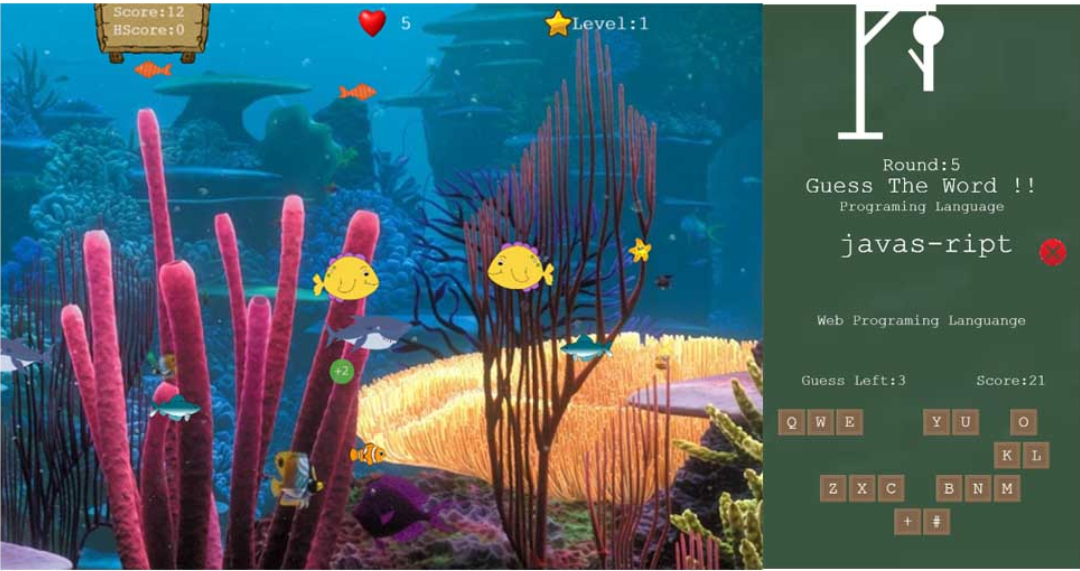 Score:12
HScore:0
5
Level:1
+2
Round:5
Guess The Word !!
Programing Language
javas-ript
Web Programing Languange
Guess Left:3 Score:21
Q W E Y U O
K L
Z X C B N M
+ #